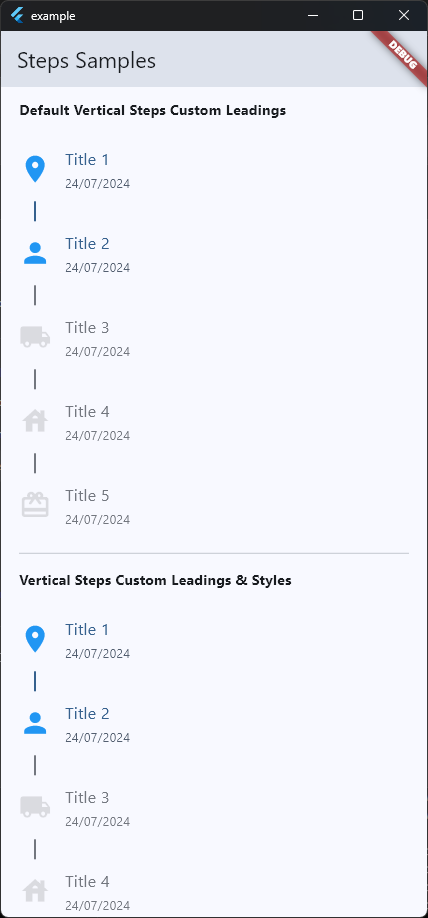 example
Steps Samples
DEBUG
Default Vertical Steps Custom Leadings
Title 1
24/07/2024
Title 2
24/07/2024
Title 3
24/07/2024
Title 4
24/07/2024
Title 5
24/07/2024
Vertical Steps Custom Leadings & Styles
Title 1
24/07/2024
Title 2
24/07/2024
Title 3
24/07/2024
Title 4
24/07/2024